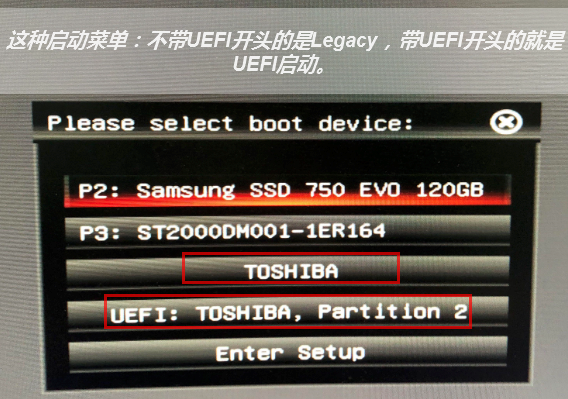 这种启动菜单：不带UEFI开头的是Legacy，带UEFI开头的就是
UEFI启动。
Please select boot device:
P2: Samsung SSD 750 EVO 120GB
P3: ST2000DM001-1ER164
TOSHIBA
UEFI: TOSHIBA, Partition 2
Enter Setup